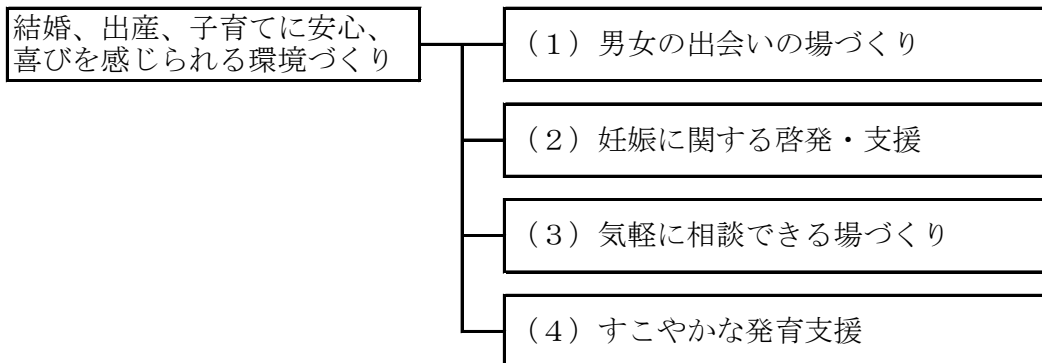 結婚、出産、子育てに安心、
喜びを感じられる環境づくり
（１）男女の出会いの場づくり
（２）妊娠に関する啓発・支援
（３）気軽に相談できる場づくり
（４）すこやかな発育支援